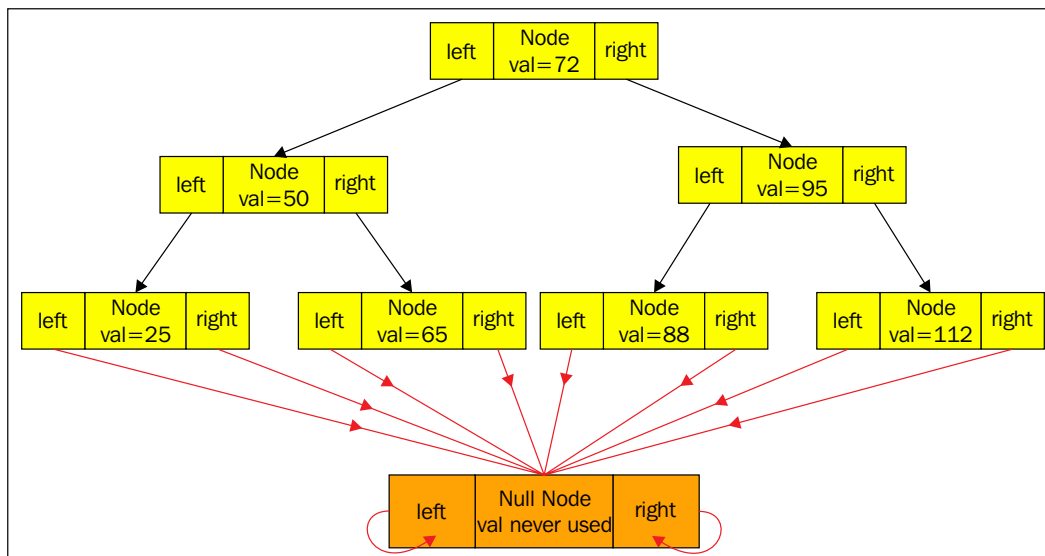 left Node right
val=72
left Node right
val=50
left Node right
val=95
left Node right
val=25
left Node right
val=65
left Node right
val=88
left Node right
val=112
left Null Node right
val never used